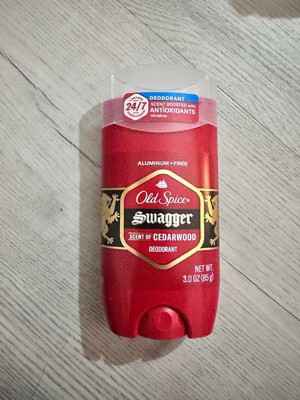 24/7
DEODORANT
SCENT BOOSTED with
ANTIOXIDANTS
ALUMINUM-FREE
Old Spice
Swagger
SCENT OF CEDARWOOD
DEODORANT
NET WT.
3.0 OZ (85g)